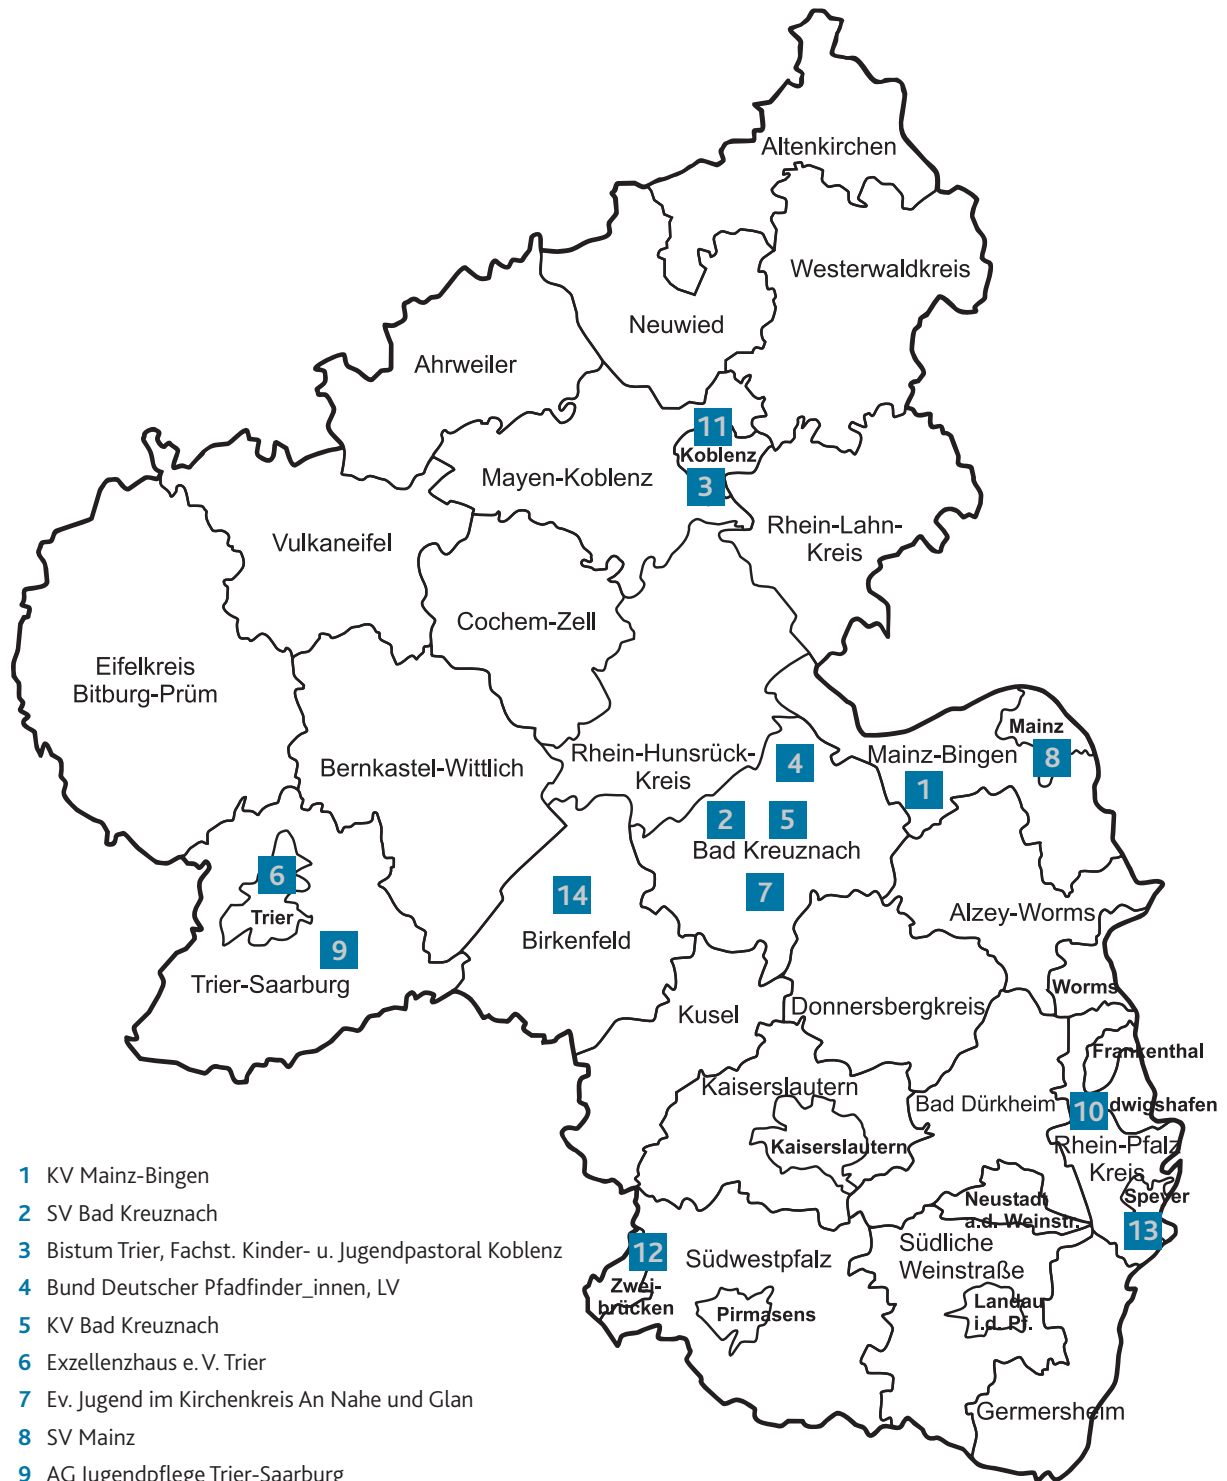 Altenkirchen
Westerwaldkreis
Neuwied
Ahrweiler
11
Koblenz
Mayen-Koblenz
3
Rhein-Lahn-
Kreis
Vulkaneifel
Cochem-Zell
Eifelkreis
Bitburg-Prüm
Mainz
Rhein-Hunsrück-
Kreis
4
Mainz-Bingen
8
Bernkastel-Wittlich
1
2
5
Bad Kreuznach
6
14
7
Trier
Alzey-Worms
9
Birkenfeld
Trier-Saarburg
Worms
Kusel
Donnersbergkreis
Frankenthal
Kaiserslautern
Bad Dürkheim
10
dwigshafen
Kaiserslautern
Rhein-Pfalz
Kreis
Neustadt
a.d. Weinstr.
Speyer
13
12
Südwestpfalz
Südliche
Weinstraße
Zwei-
brücken
Pirmasens
Landau
i.d. Pf.
Germersheim
1 KV Mainz-Bingen
2 SV Bad Kreuznach
3 Bistum Trier, Fachst. Kinder- u. Jugendpastoral Koblenz
4 Bund Deutscher Pfadfinder_innen, LV
5 KV Bad Kreuznach
6 Exzellenzhaus e. V. Trier
7 Ev. Jugend im Kirchenkreis An Nahe und Glan
8 SV Mainz
9 AG Jugendpflege Trier-Saarburg